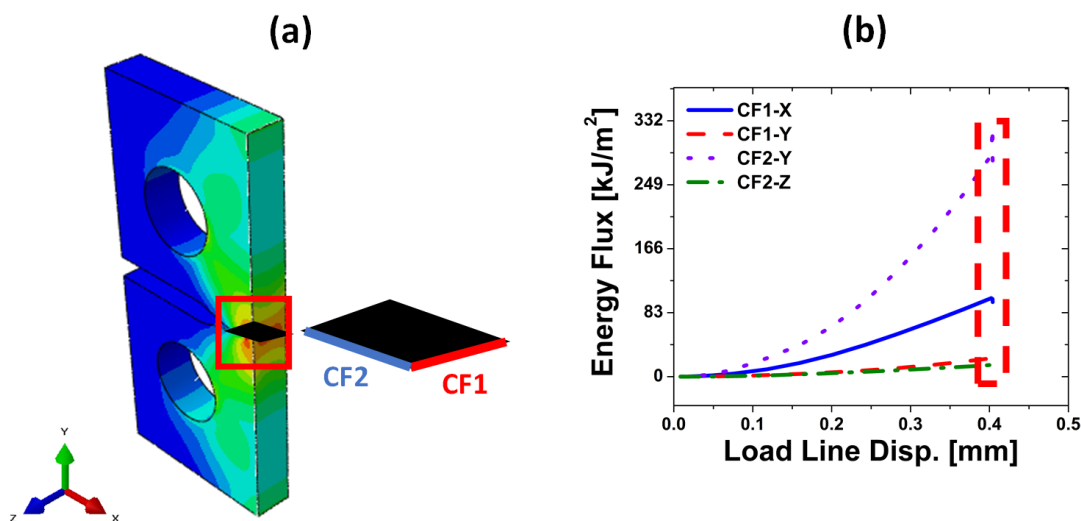 (a)
CF2
CF1
Y
Z
X
(b)
Energy Flux [kJ/m²]
332
249
166
83
0
CF1-X
CF1-Y
CF2-Y
CF2-Z
0.0
0.1
0.2
0.3
0.4
0.5
Load Line Disp. [mm]